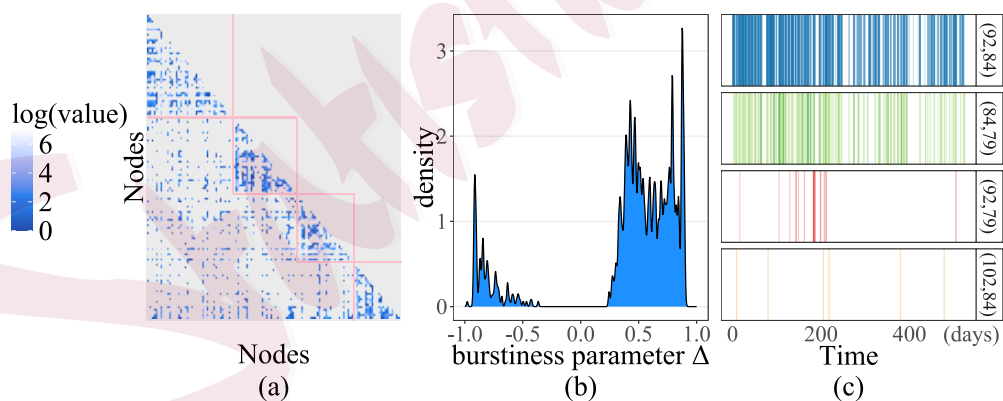 log(value)
6
4
2
0
Nodes
Nodes
(a)
density
3
2
1
0
-1.0
-0.5
0.0
0.5
1.0
burstiness parameter Δ
(b)
(92,84)
(84,79)
(92,79)
(102,84)
0
200
400
(days)
Time
(c)